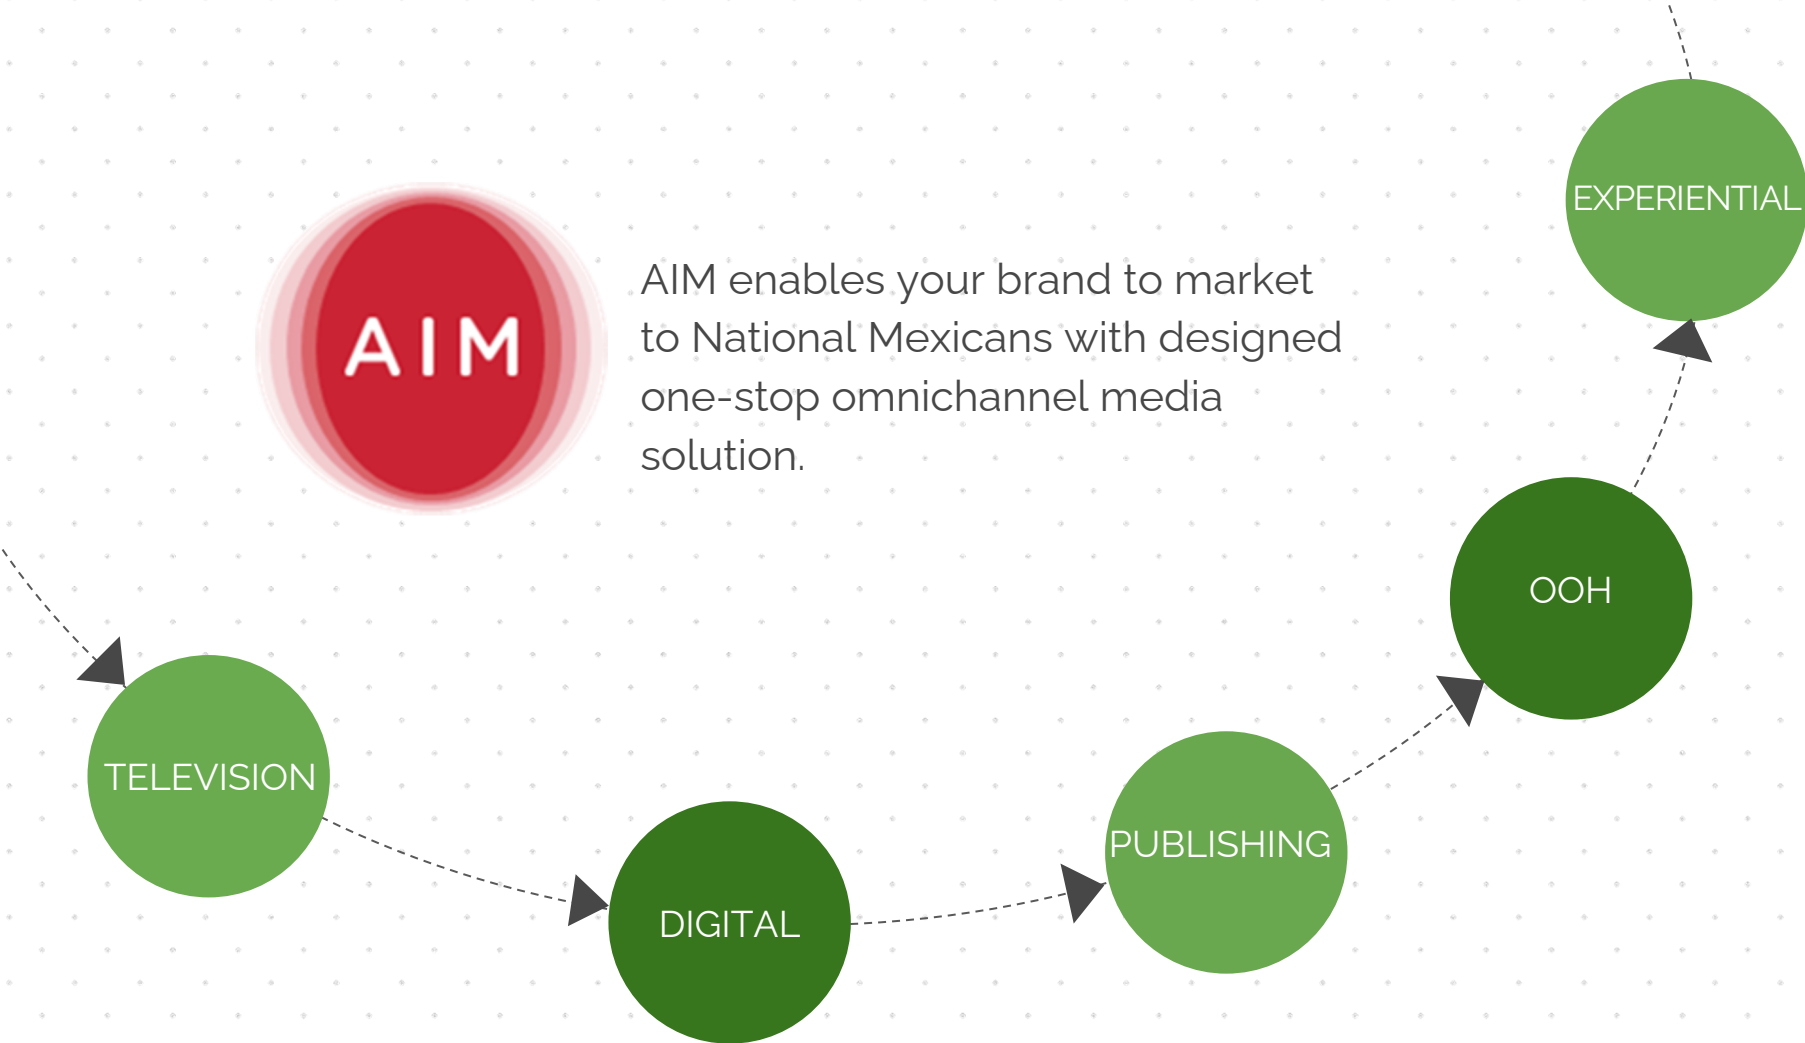 AIM
AIM enables your brand to market
to National Mexicans with designed
one-stop omnichannel media
solution.
TELEVISION
DIGITAL
PUBLISHING
OOH
EXPERIENTIAL